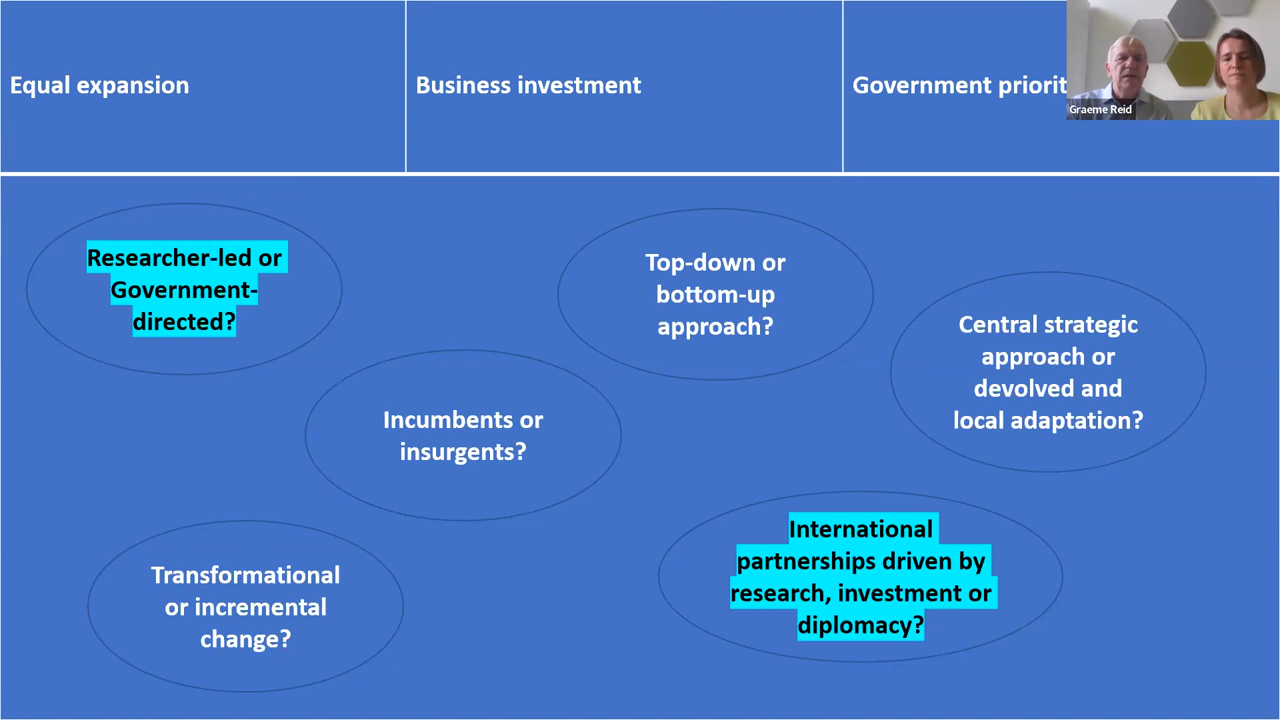 Equal expansion
Business investment
Government priorit
Graeme Reid
Researcher-led or
Government-
directed?
Top-down or
bottom-up
approach?
Central strategic
approach or
devolved and
local adaptation?
Incumbents or
insurgents?
International
partnerships driven by
research, investment or
diplomacy?
Transformational
or incremental
change?